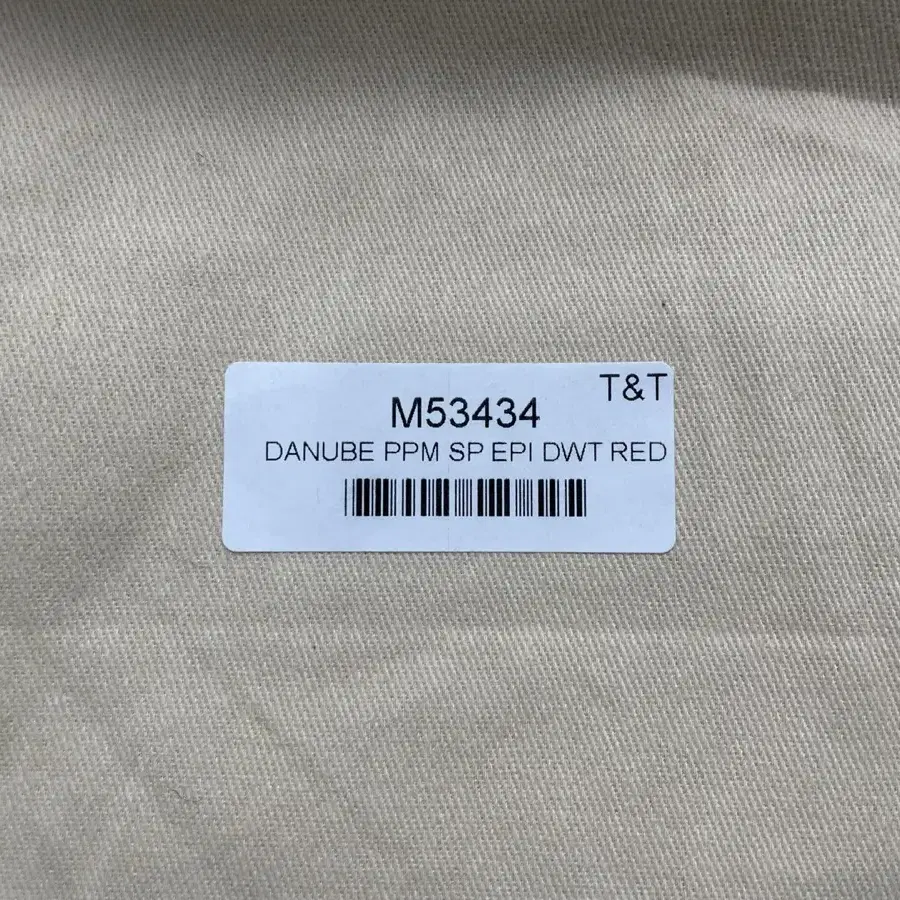 T&T
M53434
DANUBE PPM SP EPI DWT RED